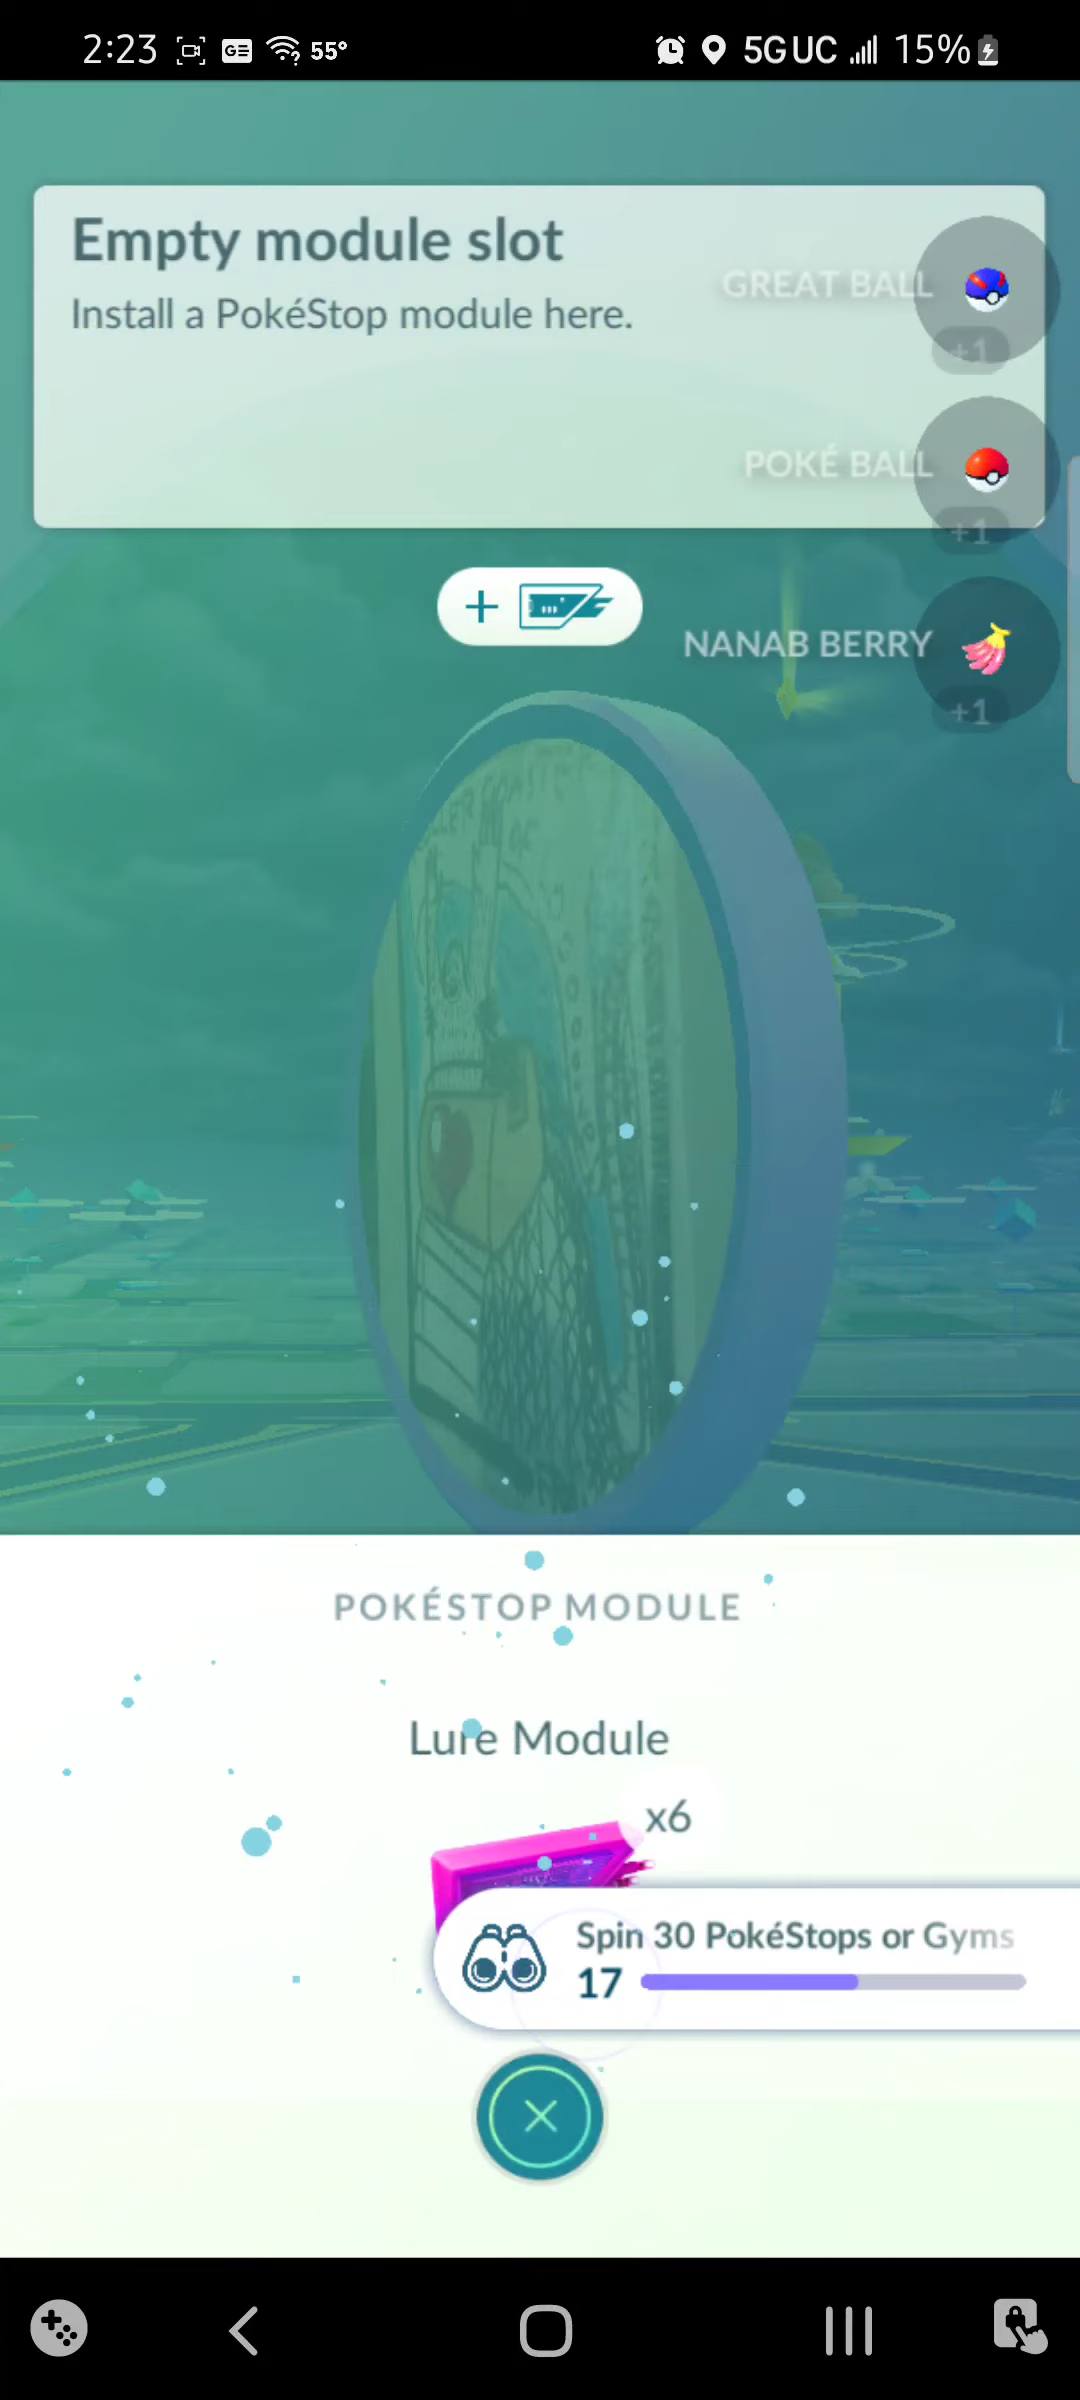 2:23 GE 55° 5G UC 15%
Empty module slot
Install a PokéStop module here.
GREAT BALL
+1
POKÉ BALL
+1
NANAB BERRY
+1
POKÉSTOP MODULE
Lure Module
x6
Spin 30 PokéStops or Gyms
17